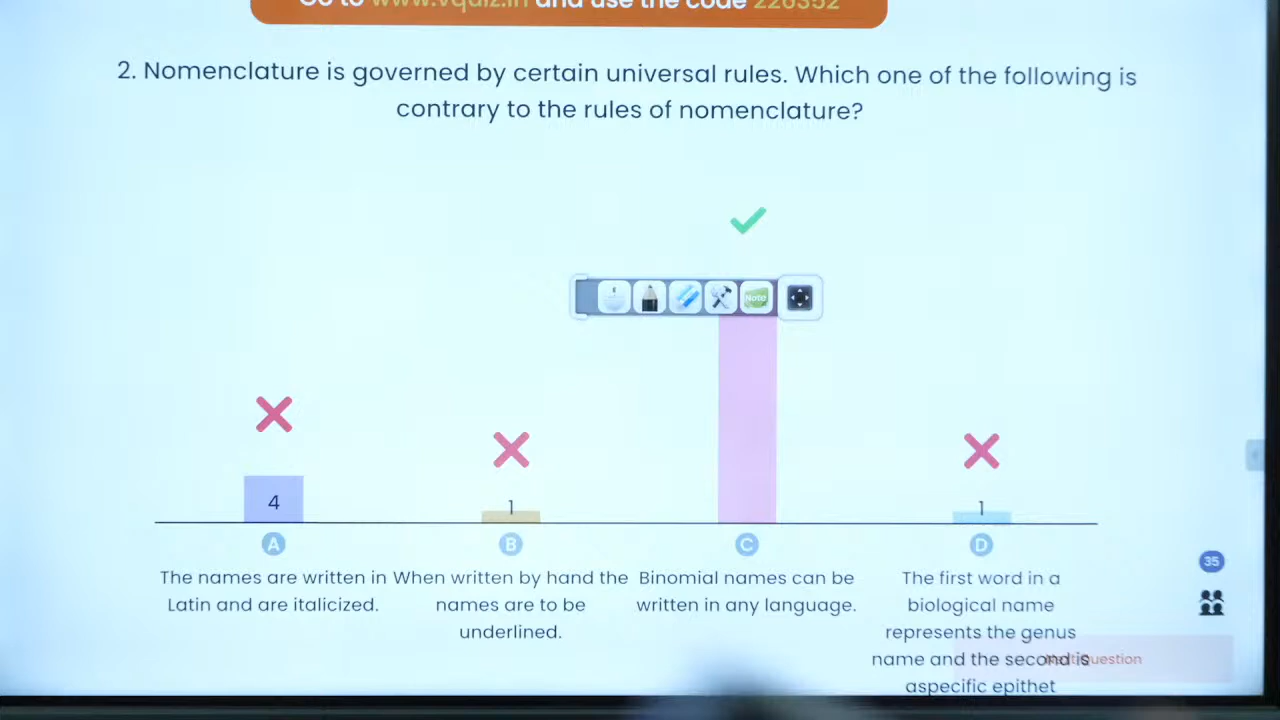 Go to www.vquiz.in and use the code 226352
2. Nomenclature is governed by certain universal rules. Which one of the following is
contrary to the rules of nomenclature?
Note
4
1
1
A
B
C
D
The names are written in
Latin and are italicized.
When written by hand the
names are to be
underlined.
Binomial names can be
written in any language.
The first word in a
biological name
represents the genus
name and the second is
aspecific epithet
35
Question